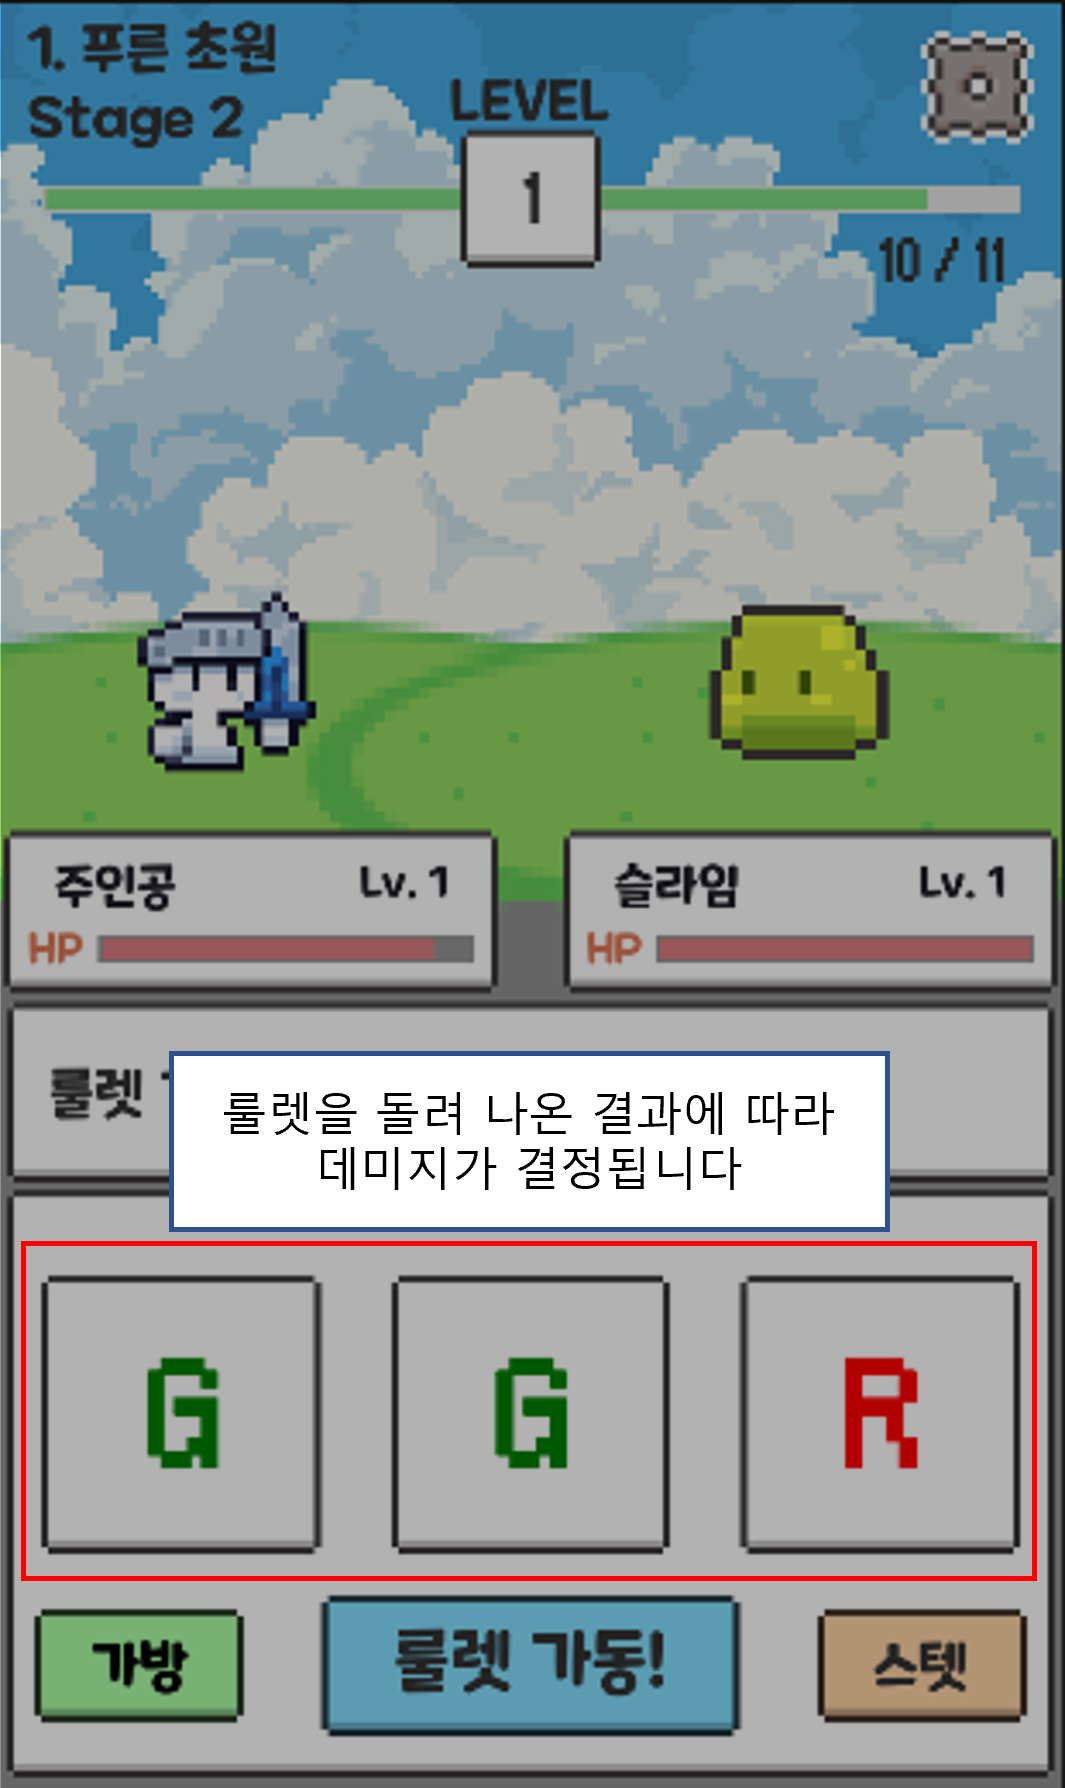 1. 푸른 초원
Stage 2
LEVEL
1
10 / 11
주인공 Lv. 1
HP
슬라임 Lv. 1
HP
룰렛
룰렛을 돌려 나온 결과에 따라
데미지가 결정됩니다
G G R
가방
룰렛 가동!
스텟